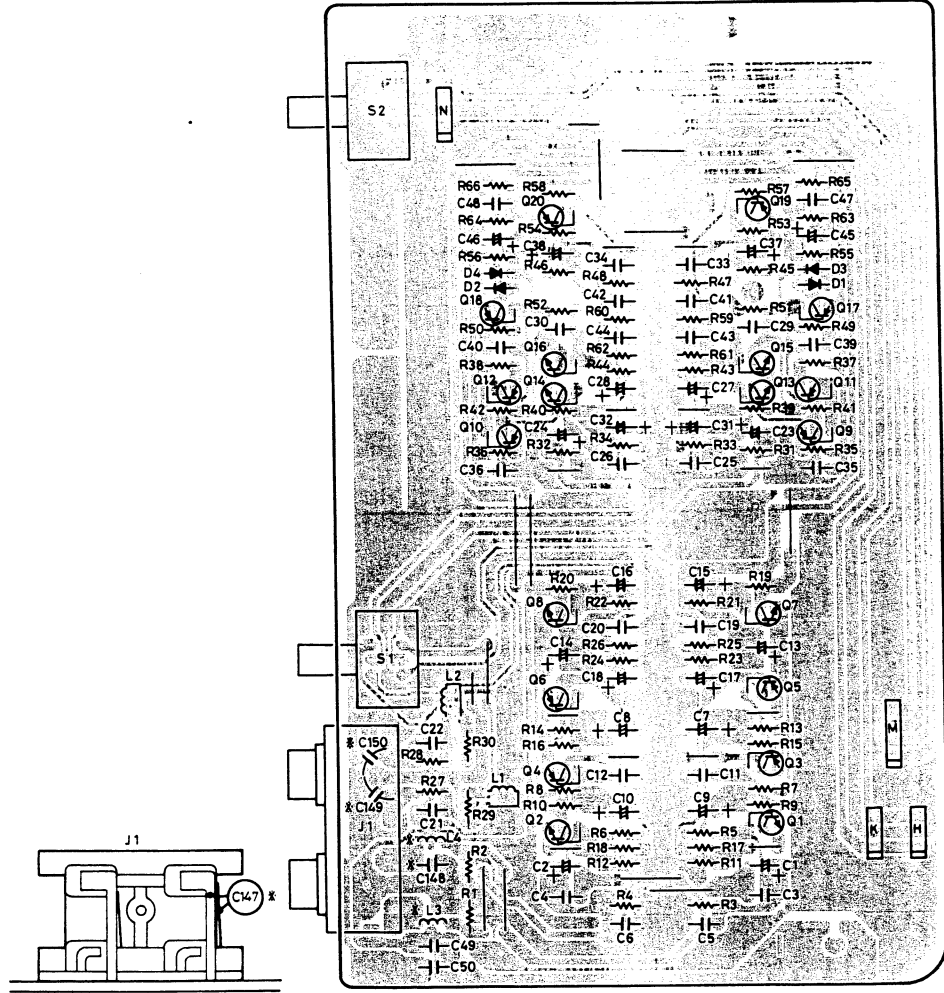 S2 N
R66 R58 R57 R65
C48 Q20 Q19 C47
R64 R54 R53 R63
C46 C38 C37 C45
R56 R46 C34 C33 R45 R55
D4 R48 R47 D3
D2 C42 C41 D1
Q18 R52 R60 R59 R51 Q17
R50 C30 C44 C43 C29 R49
C40 Q16 R62 R61 Q15 C39
R38 R44 R43 R37
Q12 Q14 C28 C27 Q13 Q11
R42 R40 R39 R41
Q10 C24 C32 C31 C23 Q9
R36 R32 R34 R33 R31 R35
C36 C26 C25 C35
R20 C16 C15 R19
Q8 R22 R21 Q7
C20 C19
S1 C14 R26 R25 C13
R24 R23
L2 Q6 C18 C17 Q5
C22 R14 C8 C7 R13 M
* C150 R28 R30 R16 R15
Q4 C12 C11 Q3
R27 L1 R8 R7
* C149 R29 R10 C10 C9 R9
J1 C21 Q2 R6 R5 Q1 K H
* L4 R2 R18 R17
J1 * C148 C2 R12 R11 C1
C147 * R1 C4 R4 R3 C3
* L3 C6 C5
C49
C50